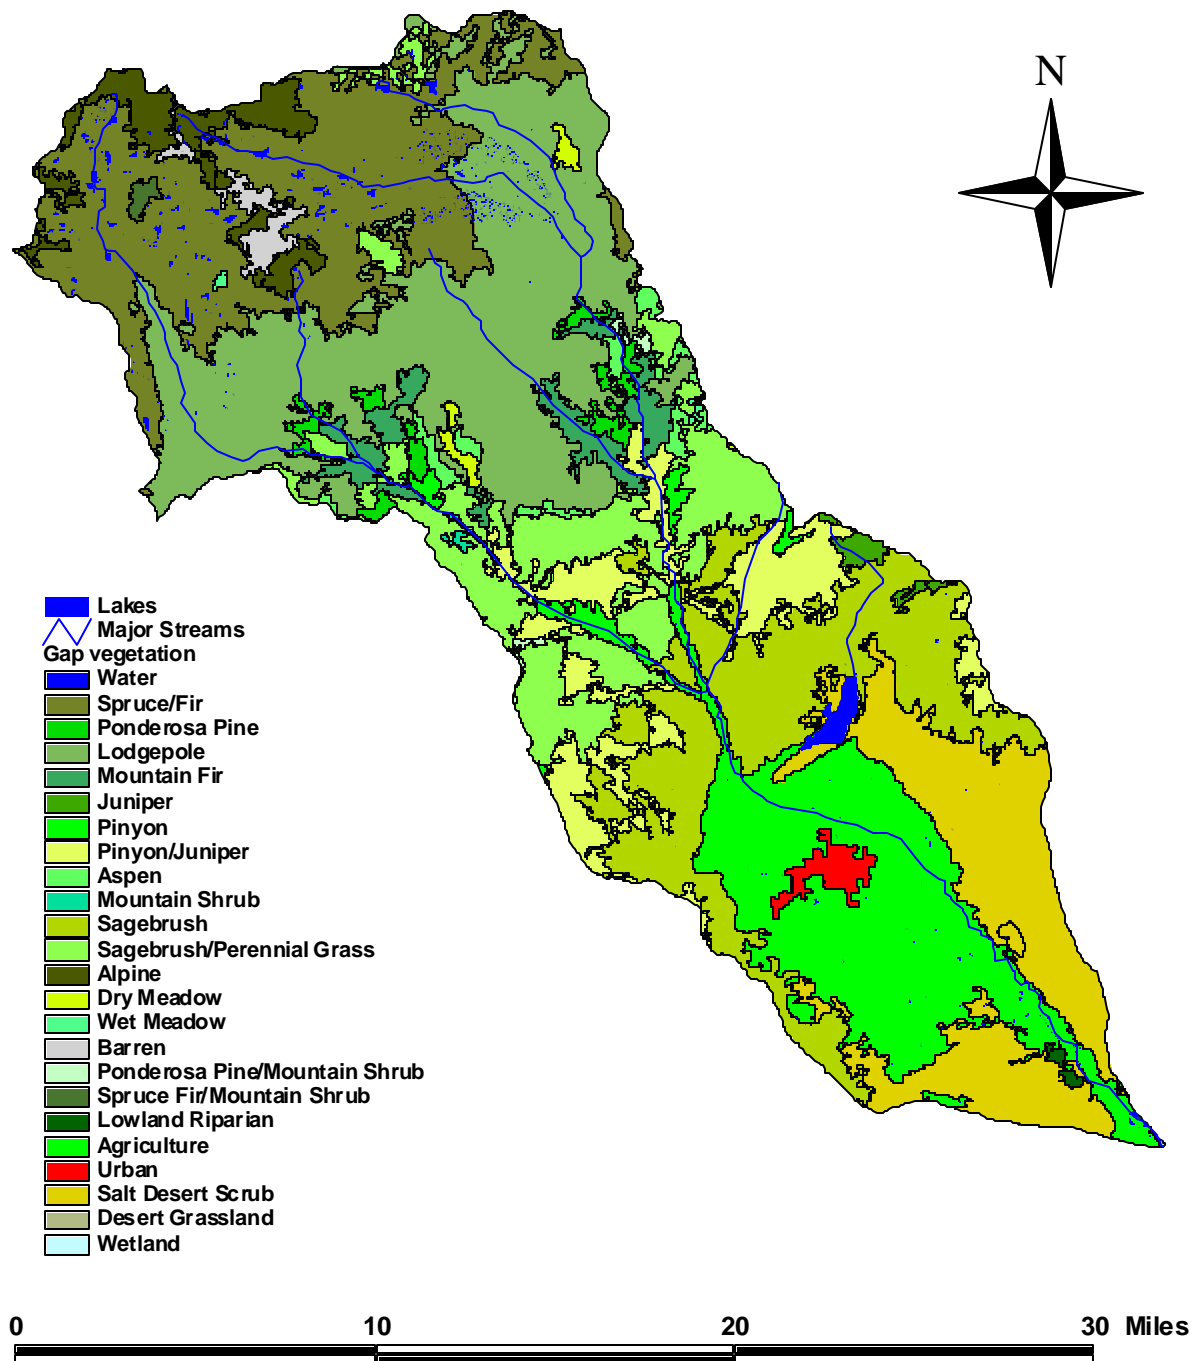 N
Lakes
Major Streams
Gap vegetation
Water
Spruce/Fir
Ponderosa Pine
Lodgepole
Mountain Fir
Juniper
Pinyon
Pinyon/Juniper
Aspen
Mountain Shrub
Sagebrush
Sagebrush/Perennial Grass
Alpine
Dry Meadow
Wet Meadow
Barren
Ponderosa Pine/Mountain Shrub
Spruce Fir/Mountain Shrub
Lowland Riparian
Agriculture
Urban
Salt Desert Scrub
Desert Grassland
Wetland
0 10 20 30 Miles